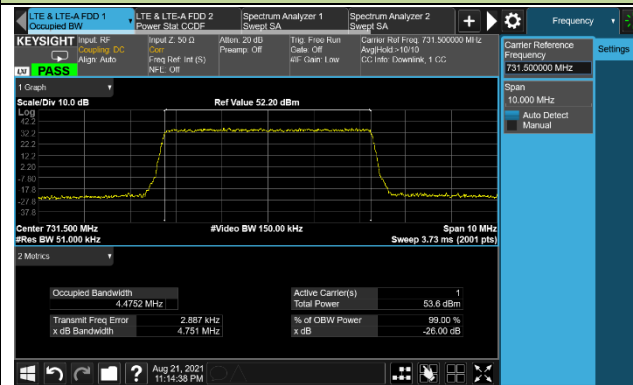 LTE & LTE-A FDD 1
Occupied BW
LTE & LTE-A FDD 2
Power Stat CCDF
Spectrum Analyzer 1
Swept SA
Spectrum Analyzer 2
Swept SA
Frequency
KEYSIGHT
Input: RF
Coupling: DC
Align: Auto
Input Z: 50 Ω
Corr
Freq Ref: Int (S)
NFE: Off
Atten: 20 dB
Preamp: Off
Trig: Free Run
Gate: Off
#IF Gain: Low
Carrier Ref Freq: 731.500000 MHz
Avg|Hold:>10/10
CC Info: Downlink, 1 CC
LXI
PASS
Carrier Reference
Frequency
731.500000 MHz
Settings
Span
10.000 MHz
Auto Detect
Manual
1 Graph
Scale/Div 10.0 dB
Ref Value 52.20 dBm
Log
42.2
32.2
22.2
12.2
2.20
-7.80
-17.8
-27.8
-37.8
Center 731.500 MHz
#Video BW 150.00 kHz
Span 10 MHz
#Res BW 51.000 kHz
Sweep 3.73 ms (2001 pts)
2 Metrics
Occupied Bandwidth
4.4752 MHz
Active Carrier(s) 1
Total Power 53.6 dBm
Transmit Freq Error 2.887 kHz
x dB Bandwidth 4.751 MHz
% of OBW Power 99.00 %
x dB -26.00 dB
Aug 21, 2021
11:14:38 PM